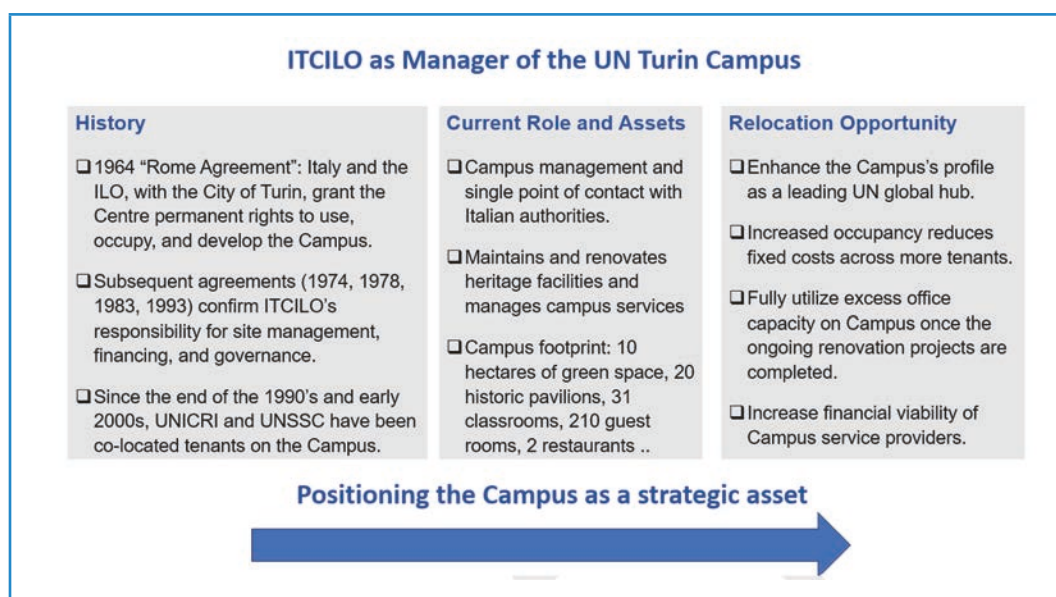 ITCILO as Manager of the UN Turin Campus
History
❑ 1964 “Rome Agreement”: Italy and the
ILO, with the City of Turin, grant the
Centre permanent rights to use,
occupy, and develop the Campus.
❑ Subsequent agreements (1974, 1978,
1983, 1993) confirm ITCILO’s
responsibility for site management,
financing, and governance.
❑ Since the end of the 1990’s and early
2000s, UNICRI and UNSSC have been
co-located tenants on the Campus.
Current Role and Assets
❑ Campus management and
single point of contact with
Italian authorities.
❑ Maintains and renovates
heritage facilities and
manages campus services
❑ Campus footprint: 10
hectares of green space, 20
historic pavilions, 31
classrooms, 210 guest
rooms, 2 restaurants ..
Relocation Opportunity
❑ Enhance the Campus’s profile
as a leading UN global hub.
❑ Increased occupancy reduces
fixed costs across more tenants.
❑ Fully utilize excess office
capacity on Campus once the
ongoing renovation projects are
completed.
❑ Increase financial viability of
Campus service providers.
Positioning the Campus as a strategic asset